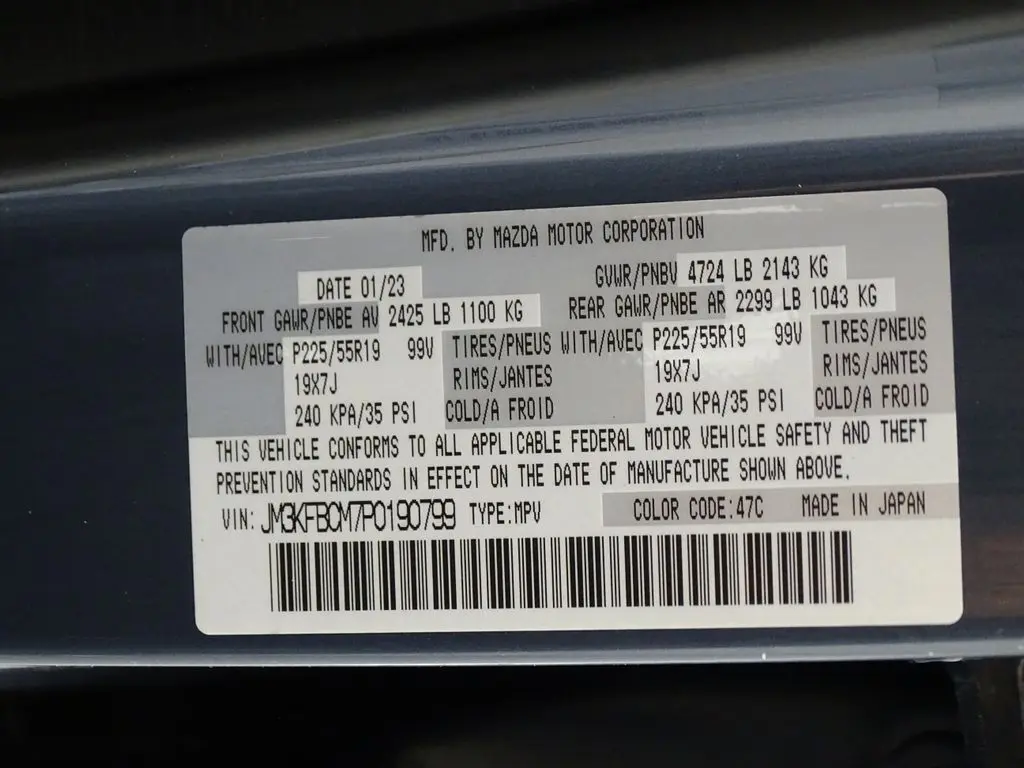 MFD. BY MAZDA MOTOR CORPORATION
DATE 01/23 GVWR/PNBV 4724 LB 2143 KG
FRONT GAWR/PNBE AV 2425 LB 1100 KG REAR GAWR/PNBE AR 2299 LB 1043 KG
WITH/AVEC P225/55R19 99V TIRES/PNEUS WITH/AVEC P225/55R19 99V TIRES/PNEUS
19X7J RIMS/JANTES 19X7J RIMS/JANTES
240 KPA/35 PSI COLD/A FROID 240 KPA/35 PSI COLD/A FROID
THIS VEHICLE CONFORMS TO ALL APPLICABLE FEDERAL MOTOR VEHICLE SAFETY AND THEFT
PREVENTION STANDARDS IN EFFECT ON THE DATE OF MANUFACTURE SHOWN ABOVE.
VIN: JM3KFBCM7P0190799 TYPE:MPV COLOR CODE:47C MADE IN JAPAN